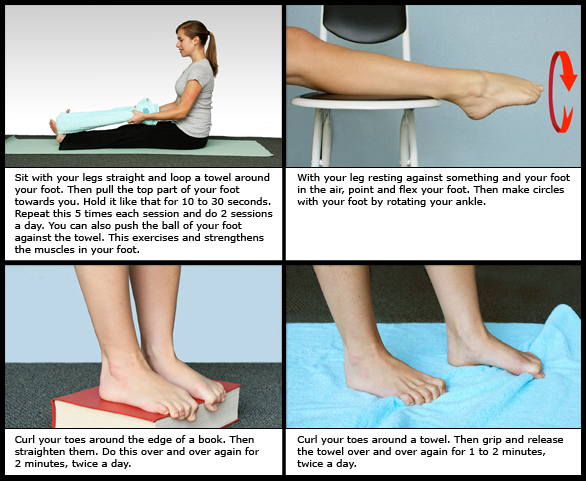 Sit with your legs straight and loop a towel around
your foot. Then pull the top part of your foot
towards you. Hold it like that for 10 to 30 seconds.
Repeat this 5 times each session and do 2 sessions
a day. You can also push the ball of your foot
against the towel. This exercises and strengthens
the muscles in your foot.
With your leg resting against something and your foot
in the air, point and flex your foot. Then make circles
with your foot by rotating your ankle.
Curl your toes around the edge of a book. Then
straighten them. Do this over and over again for
2 minutes, twice a day.
Curl your toes around a towel. Then grip and release
the towel over and over again for 1 to 2 minutes,
twice a day.